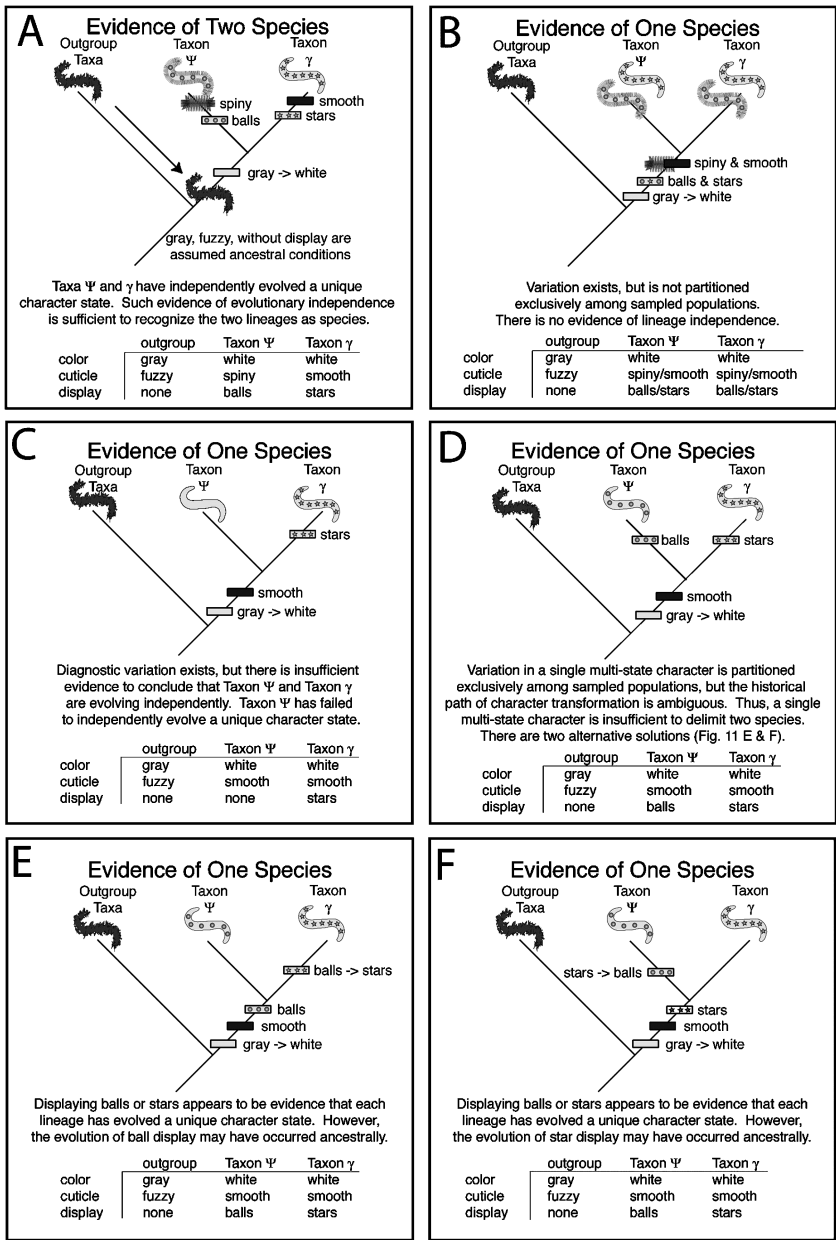 A
Evidence of Two Species
Outgroup
Taxa
Taxon
Ψ
Taxon
γ
spiny
smooth
balls
stars
gray -> white
gray, fuzzy, without display are
assumed ancestral conditions
Taxa Ψ and γ have independently evolved a unique
character state. Such evidence of evolutionary independence
is sufficient to recognize the two lineages as species.
outgroup Taxon Ψ Taxon γ
color gray white white
cuticle fuzzy spiny smooth
display none balls stars
B
Evidence of One Species
Outgroup
Taxa
Taxon
Ψ
Taxon
γ
spiny & smooth
balls & stars
gray -> white
Variation exists, but is not partitioned
exclusively among sampled populations.
There is no evidence of lineage independence.
outgroup Taxon Ψ Taxon γ
color gray white white
cuticle fuzzy spiny/smooth spiny/smooth
display none balls/stars balls/stars
C
Evidence of One Species
Outgroup
Taxa
Taxon
Ψ
Taxon
γ
stars
smooth
gray -> white
Diagnostic variation exists, but there is insufficient
evidence to conclude that Taxon Ψ and Taxon γ
are evolving independently. Taxon Ψ has failed
to independently evolve a unique character state.
outgroup Taxon Ψ Taxon γ
color gray white white
cuticle fuzzy smooth smooth
display none none stars
D
Evidence of One Species
Outgroup
Taxa
Taxon
Ψ
Taxon
γ
balls
stars
smooth
gray -> white
Variation in a single multi-state character is partitioned
exclusively among sampled populations, but the historical
path of character transformation is ambiguous. Thus, a single
multi-state character is insufficient to delimit two species.
There are two alternative solutions (Fig. 11 E & F).
outgroup Taxon Ψ Taxon γ
color gray white white
cuticle fuzzy smooth smooth
display none balls stars
E
Evidence of One Species
Outgroup
Taxa
Taxon
Ψ
Taxon
γ
balls -> stars
balls
smooth
gray -> white
Displaying balls or stars appears to be evidence that each
lineage has evolved a unique character state. However,
the evolution of ball display may have occurred ancestrally.
outgroup Taxon Ψ Taxon γ
color gray white white
cuticle fuzzy smooth smooth
display none balls stars
F
Evidence of One Species
Outgroup
Taxa
Taxon
Ψ
Taxon
γ
stars -> balls
stars
smooth
gray -> white
Displaying balls or stars appears to be evidence that each
lineage has evolved a unique character state. However,
the evolution of star display may have occurred ancestrally.
outgroup Taxon Ψ Taxon γ
color gray white white
cuticle fuzzy smooth smooth
display none balls stars